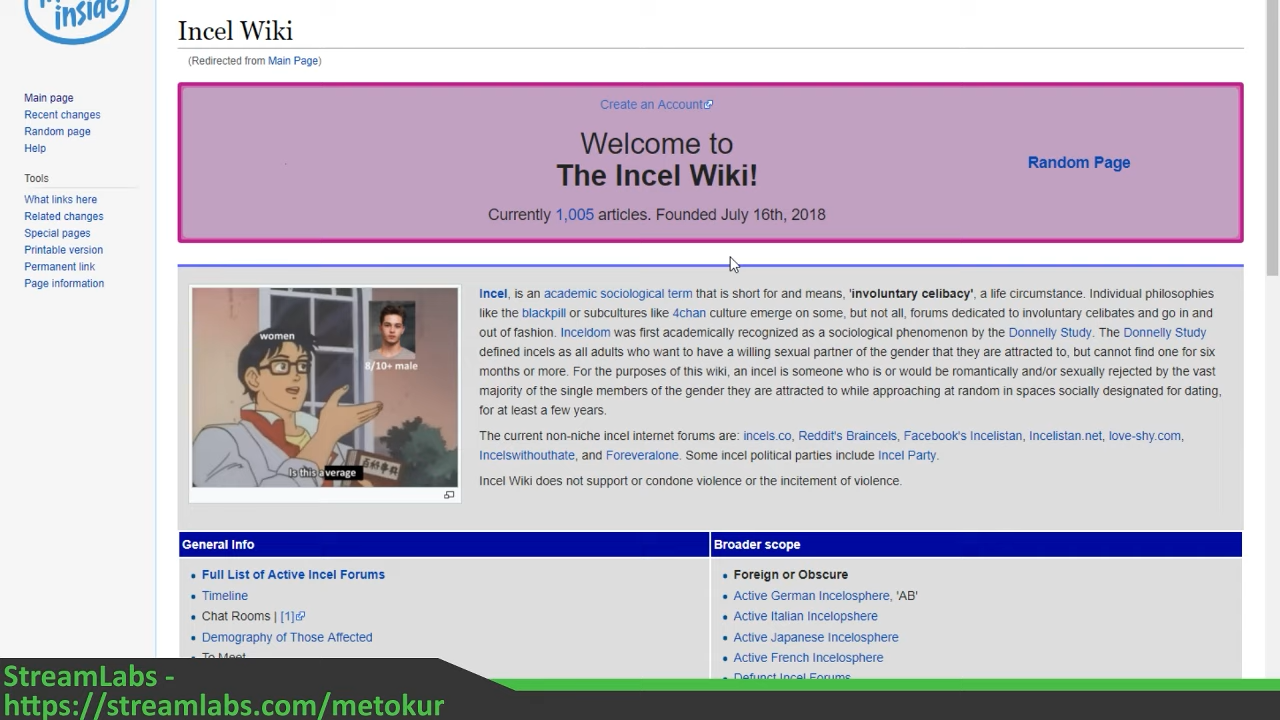 inside
Incel Wiki
(Redirected from Main Page)
Main page
Recent changes
Random page
Help
Tools
What links here
Related changes
Special pages
Printable version
Permanent link
Page information
Create an Account
Welcome to
The Incel Wiki!
Random Page
Currently 1,005 articles. Founded July 16th, 2018
women
8/10+ male
Is this average
Incel, is an academic sociological term that is short for and means, 'involuntary celibacy', a life circumstance. Individual philosophies
like the blackpill or subcultures like 4chan culture emerge on some, but not all, forums dedicated to involuntary celibates and go in and
out of fashion. Inceldom was first academically recognized as a sociological phenomenon by the Donnelly Study. The Donnelly Study
defined incels as all adults who want to have a willing sexual partner of the gender that they are attracted to, but cannot find one for six
months or more. For the purposes of this wiki, an incel is someone who is or would be romantically and/or sexually rejected by the vast
majority of the single members of the gender they are attracted to while approaching at random in spaces socially designated for dating,
for at least a few years.
The current non-niche incel internet forums are: incels.co, Reddit's Braincels, Facebook's Incelistan, Incelistan.net, love-shy.com,
Incelswithouthate, and Foreveralone. Some incel political parties include Incel Party.
Incel Wiki does not support or condone violence or the incitement of violence.
General Info
Full List of Active Incel Forums
Timeline
Chat Rooms | [1]
Demography of Those Affected
To Meet
Broader scope
Foreign or Obscure
Active German Incelosphere, 'AB'
Active Italian Incelopshere
Active Japanese Incelosphere
Active French Incelosphere
Defunct Incel Forums
StreamLabs -
https://streamlabs.com/metokur